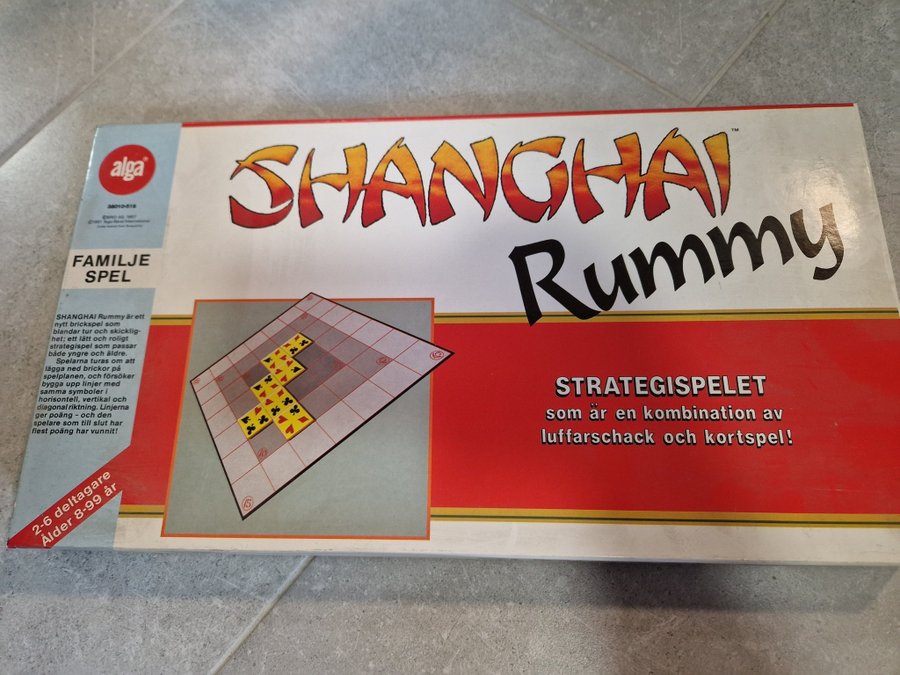 alga®
38010-518
FAMILJE
SPEL
SHANGHAI Rummy är ett
nytt brickspel som
blandar tur och skicklig-
het; ett lätt och roligt
strategispel som passar
både yngre och äldre.
Spelarna turas om att
lägga ned brickor på
spelplanen, och försöker
bygga upp linjer med
samma symboler i
horisontell, vertikal och
diagonal riktning. Linjerna
ger poäng - och den
spelare som till slut har
flest poäng har vunnit!
2-6 deltagare
Ålder 8-99 år
SHANGHAI™
Rummy
STRATEGISPELET
som är en kombination av
luffarschack och kortspel!